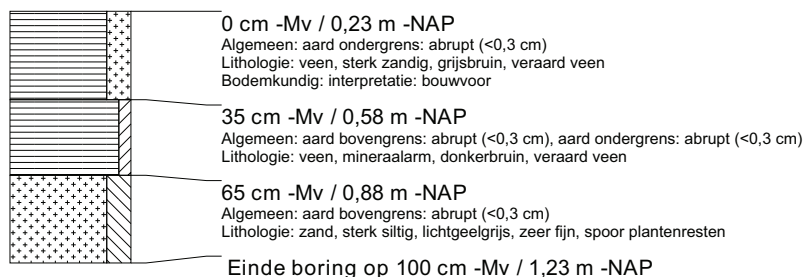 0 cm -Mv / 0,23 m -NAP
Algemeen: aard ondergrens: abrupt (<0,3 cm)
Lithologie: veen, sterk zandig, grijsbruin, veraard veen
Bodemkundig: interpretatie: bouwvoor
35 cm -Mv / 0,58 m -NAP
Algemeen: aard bovengrens: abrupt (<0,3 cm), aard ondergrens: abrupt (<0,3 cm)
Lithologie: veen, mineraalarm, donkerbruin, veraard veen
65 cm -Mv / 0,88 m -NAP
Algemeen: aard bovengrens: abrupt (<0,3 cm)
Lithologie: zand, sterk siltig, lichtgeelgrijs, zeer fijn, spoor plantenresten
Einde boring op 100 cm -Mv / 1,23 m -NAP